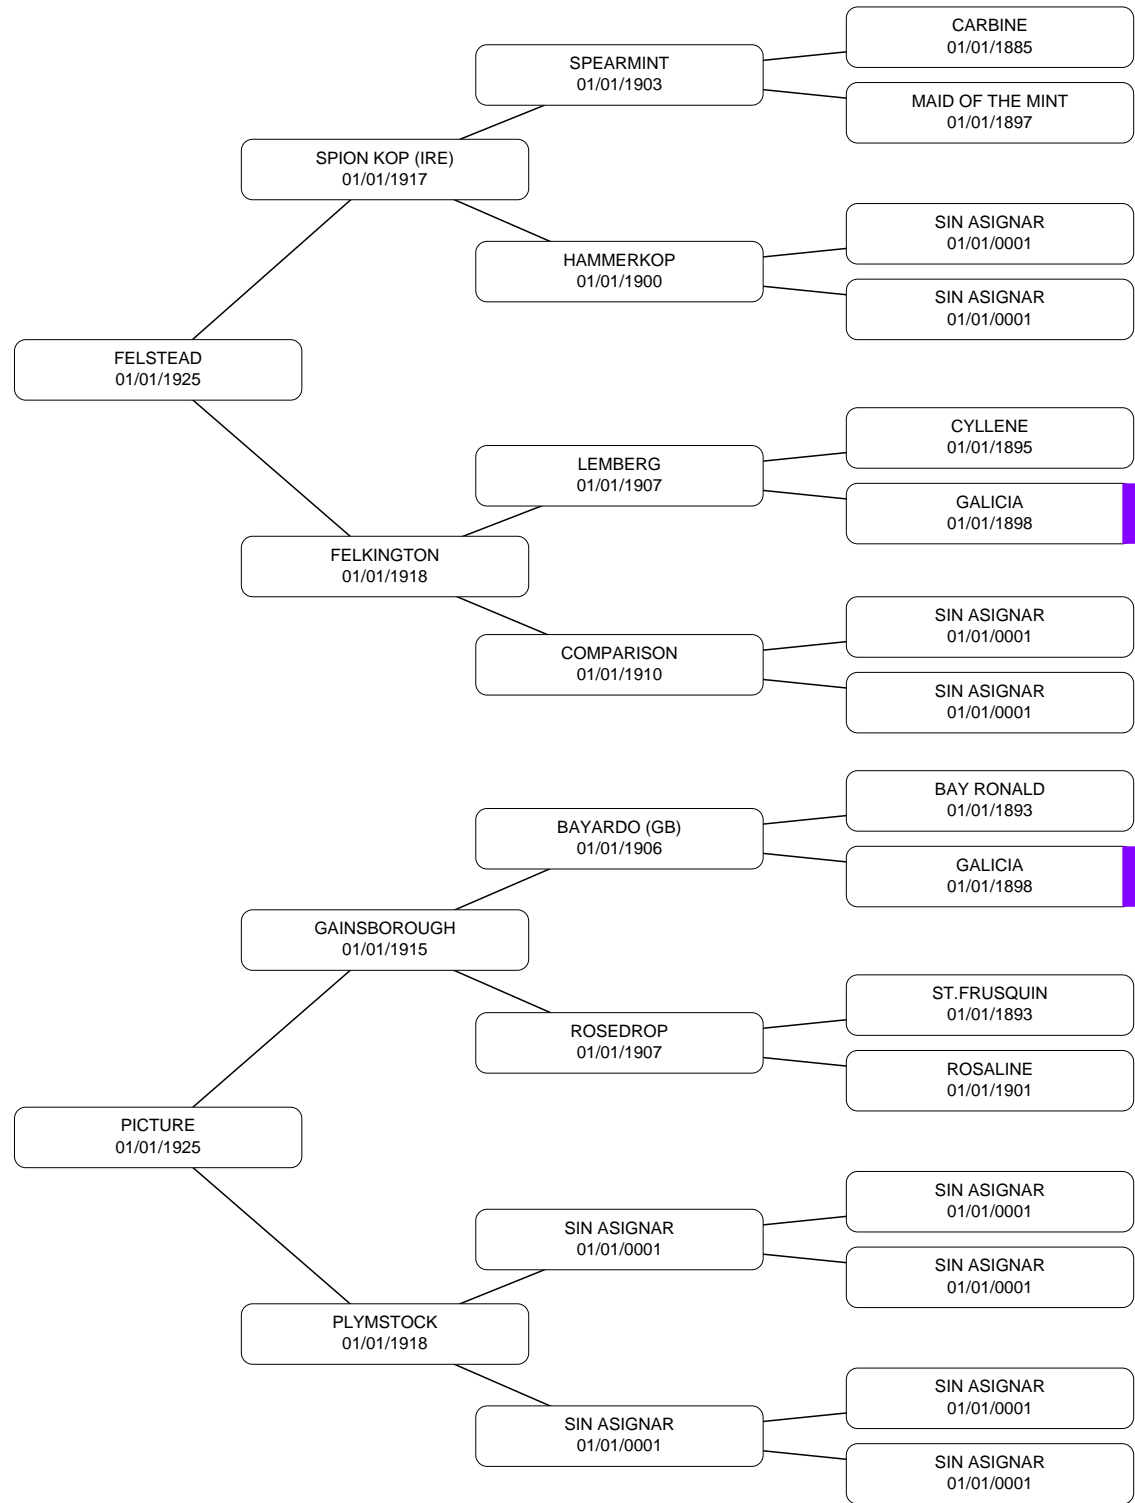 CARBINE
01/01/1885
SPEARMINT
01/01/1903
MAID OF THE MINT
01/01/1897
SPION KOP (IRE)
01/01/1917
SIN ASIGNAR
01/01/0001
HAMMERKOP
01/01/1900
SIN ASIGNAR
01/01/0001
FELSTEAD
01/01/1925
CYLLENE
01/01/1895
LEMBERG
01/01/1907
GALICIA
01/01/1898
FELKINGTON
01/01/1918
SIN ASIGNAR
01/01/0001
COMPARISON
01/01/1910
SIN ASIGNAR
01/01/0001
BAY RONALD
01/01/1893
BAYARDO (GB)
01/01/1906
GALICIA
01/01/1898
GAINSBOROUGH
01/01/1915
ST.FRUSQUIN
01/01/1893
ROSEDROP
01/01/1907
ROSALINE
01/01/1901
PICTURE
01/01/1925
SIN ASIGNAR
01/01/0001
SIN ASIGNAR
01/01/0001
SIN ASIGNAR
01/01/0001
PLYMSTOCK
01/01/1918
SIN ASIGNAR
01/01/0001
SIN ASIGNAR
01/01/0001
SIN ASIGNAR
01/01/0001